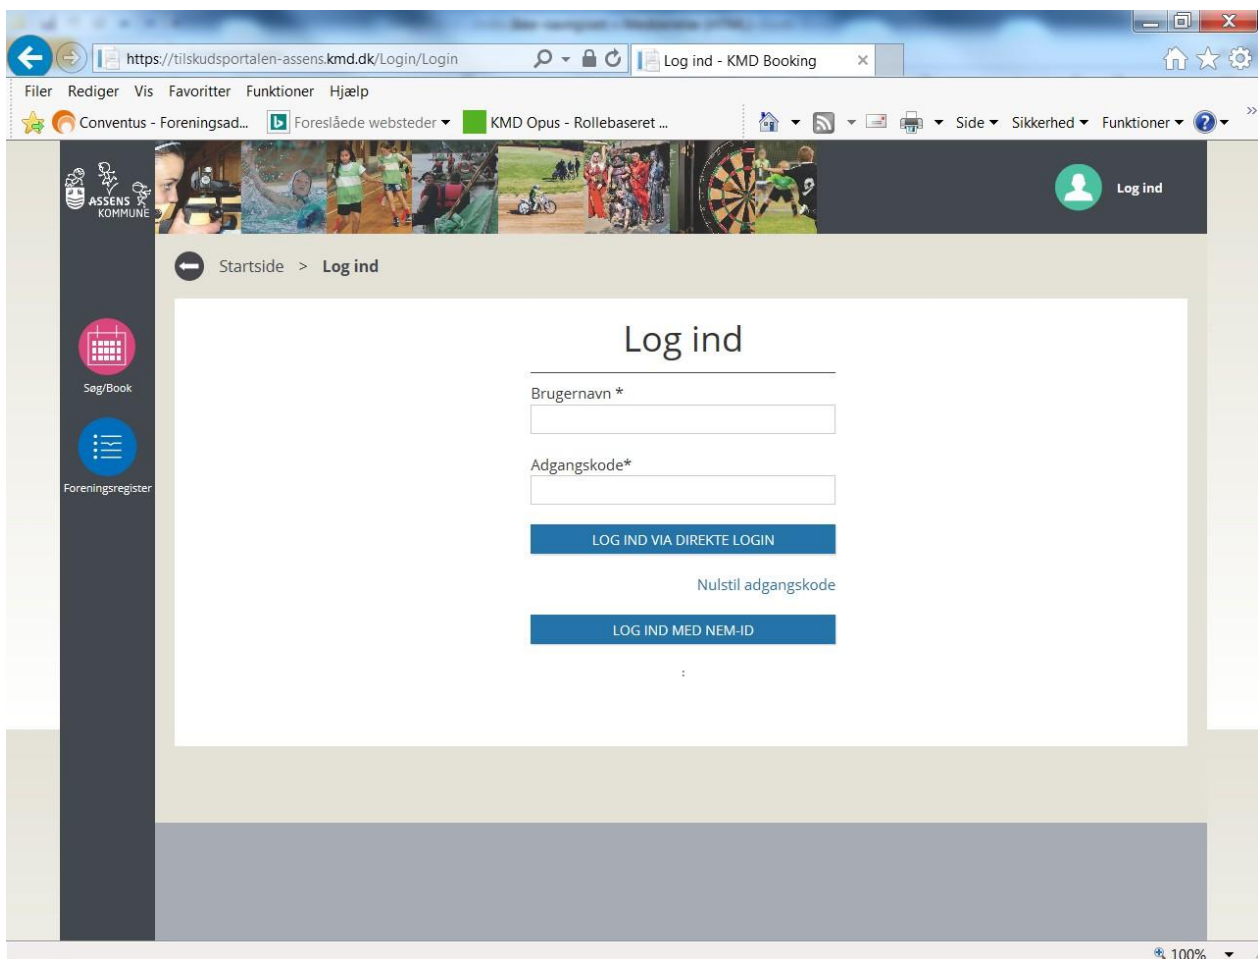 https://tilskudsportalen-assens.kmd.dk/Login/Login
Log ind - KMD Booking
Filer Rediger Vis Favoritter Funktioner Hjælp
Conventus - Foreningsad...
Foreslåede websteder
KMD Opus - Rollebaseret ...
Side
Sikkerhed
Funktioner
ASSENS
KOMMUNE
Log ind
Startside > Log ind
Søg/Book
Foreningsregister
Log ind
Brugernavn *
Adgangskode*
LOG IND VIA DIREKTE LOGIN
Nulstil adgangskode
LOG IND MED NEM-ID
:
100%